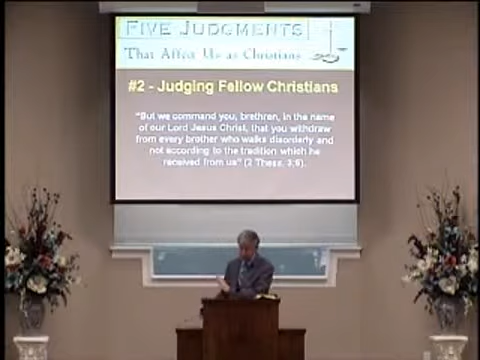 FIVE JUDGMENTS
That Affect Us as Christians
#2 - Judging Fellow Christians
"But we command you, brethren, in the name
of our Lord Jesus Christ, that you withdraw
from every brother who walks disorderly and
not according to the tradition which he
received from us" (2 Thess. 3:6).